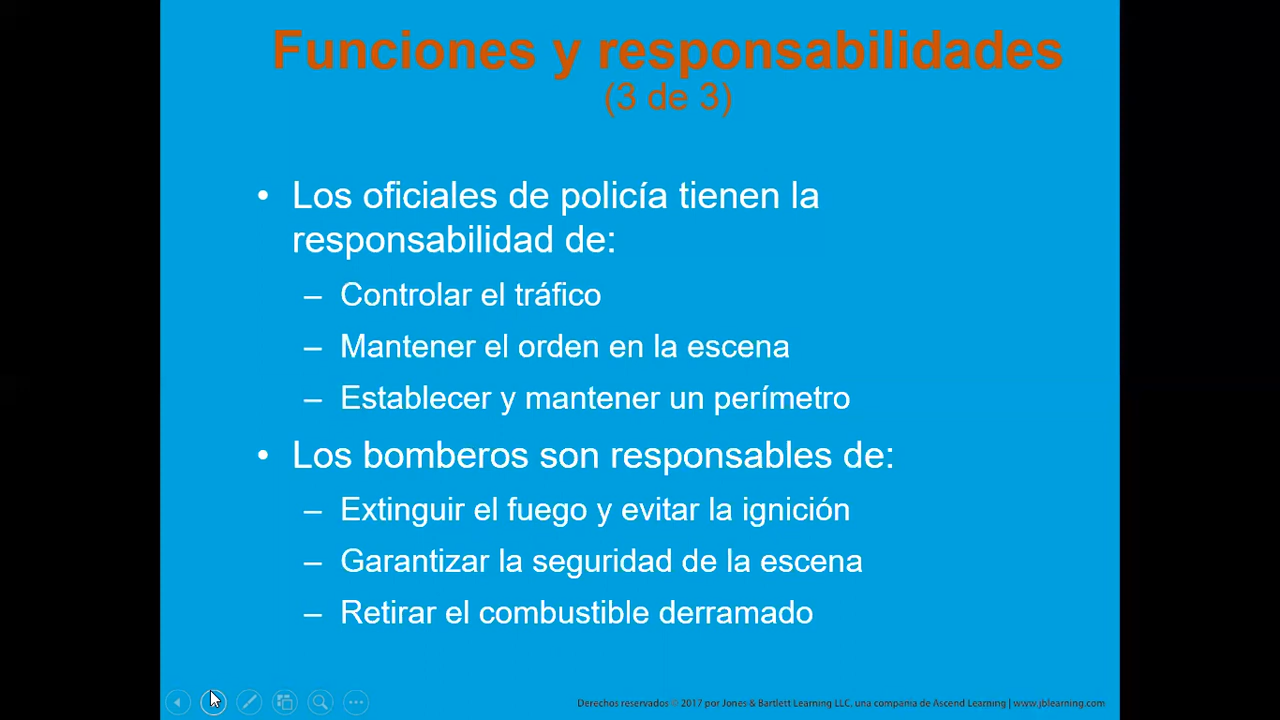 Funciones y responsabilidades
(3 de 3)
• Los oficiales de policía tienen la
responsabilidad de:
– Controlar el tráfico
– Mantener el orden en la escena
– Establecer y mantener un perímetro
• Los bomberos son responsables de:
– Extinguir el fuego y evitar la ignición
– Garantizar la seguridad de la escena
– Retirar el combustible derramado
Derechos reservados © 2017 por Jones & Bartlett Learning LLC. una compania de Ascend Learning | www.jblearning.com